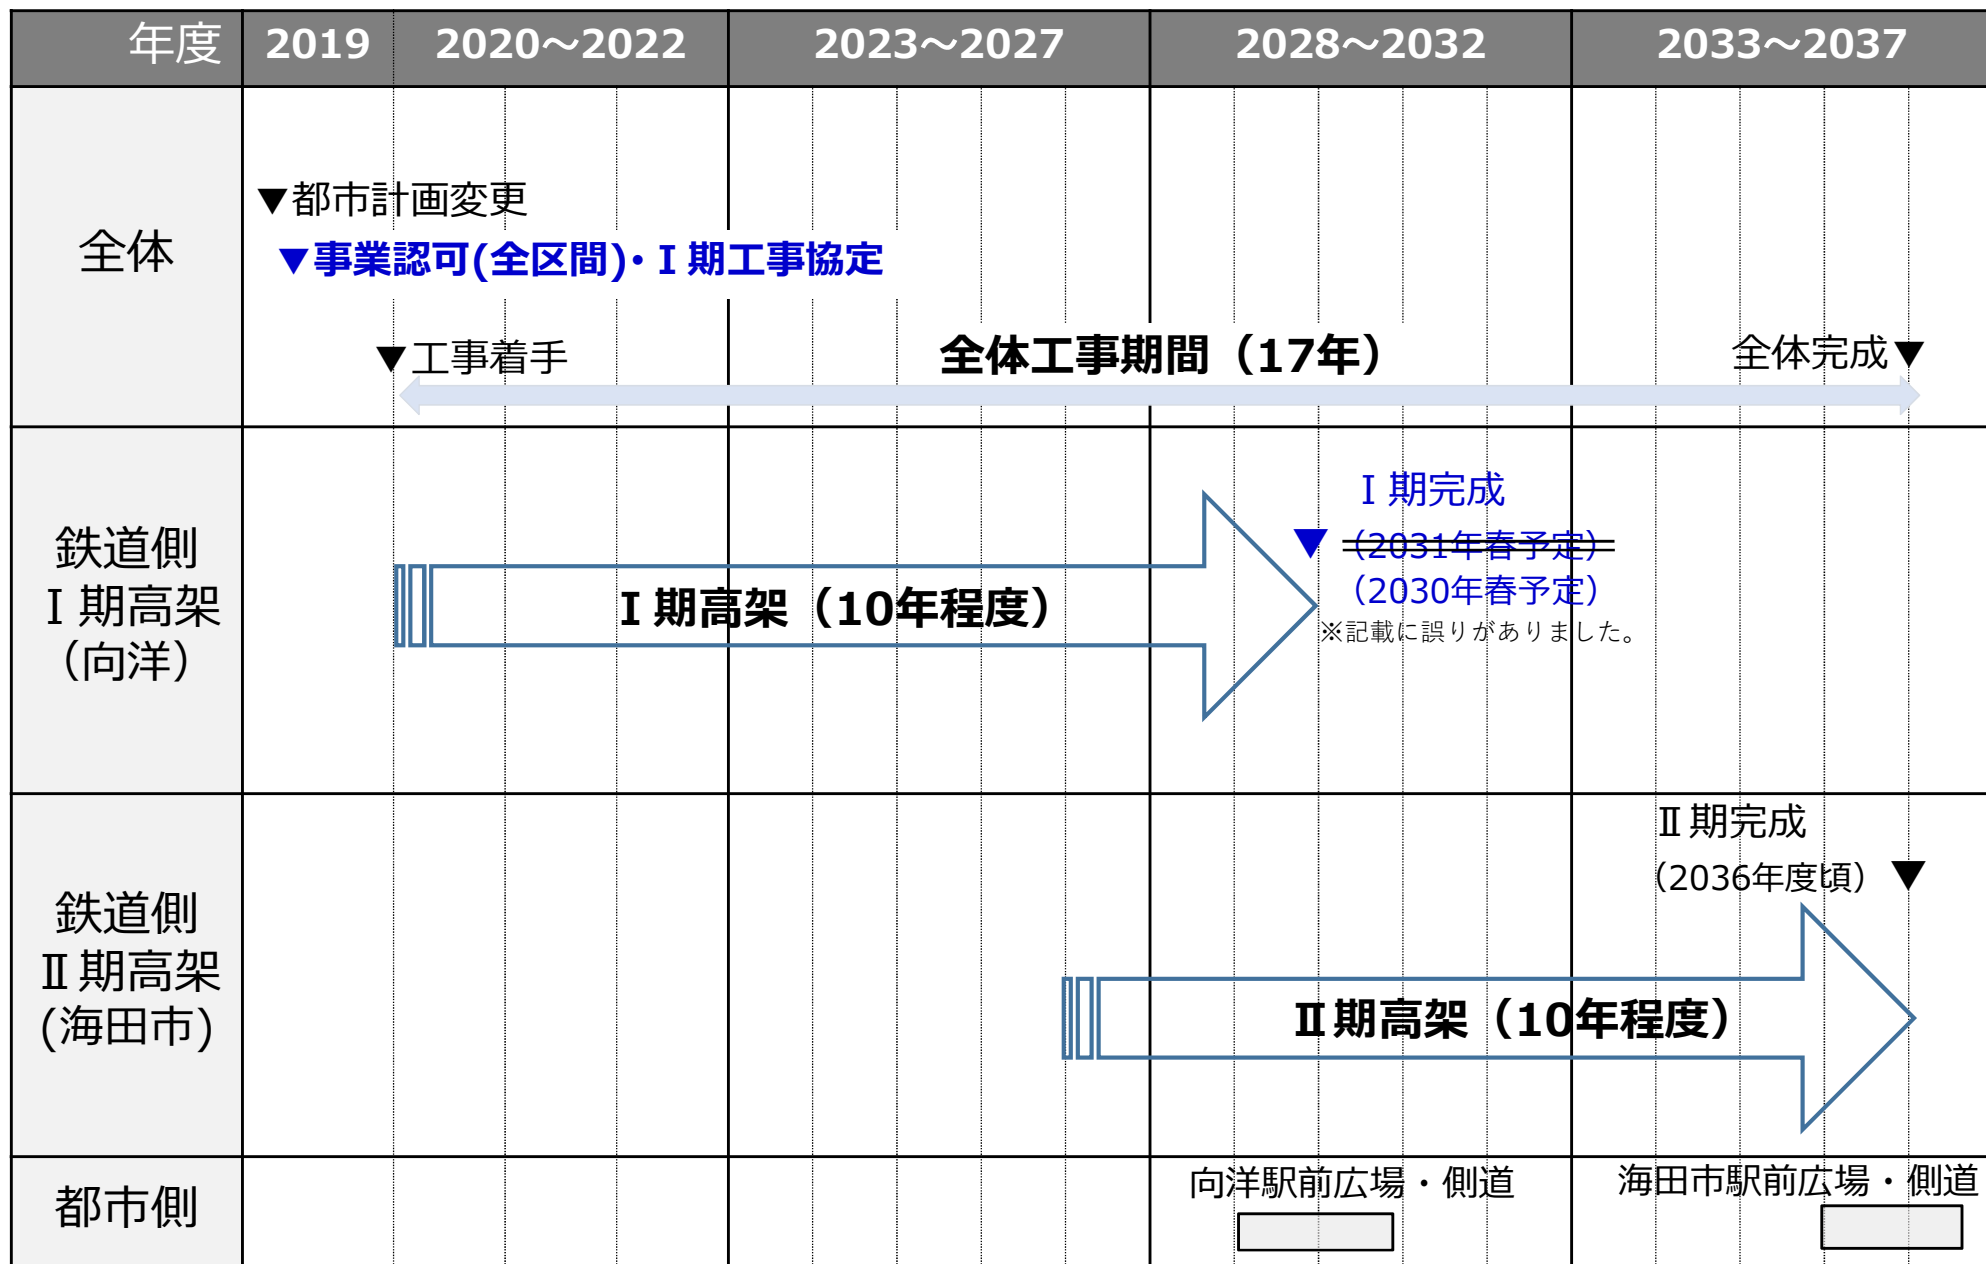 年度 2019 2020～2022 2023～2027 2028～2032 2033～2037
全体
▼都市計画変更
▼事業認可(全区間)・Ⅰ期工事協定
▼工事着手
全体工事期間（17年）
全体完成▼
鉄道側
Ⅰ期高架
（向洋）
Ⅰ期高架（10年程度）
Ⅰ期完成
▼（2031年春予定）
（2030年春予定）
※記載に誤りがありました。
鉄道側
Ⅱ期高架
(海田市)
Ⅱ期完成
（2036年度頃）▼
Ⅱ期高架（10年程度）
都市側
向洋駅前広場・側道
海田市駅前広場・側道